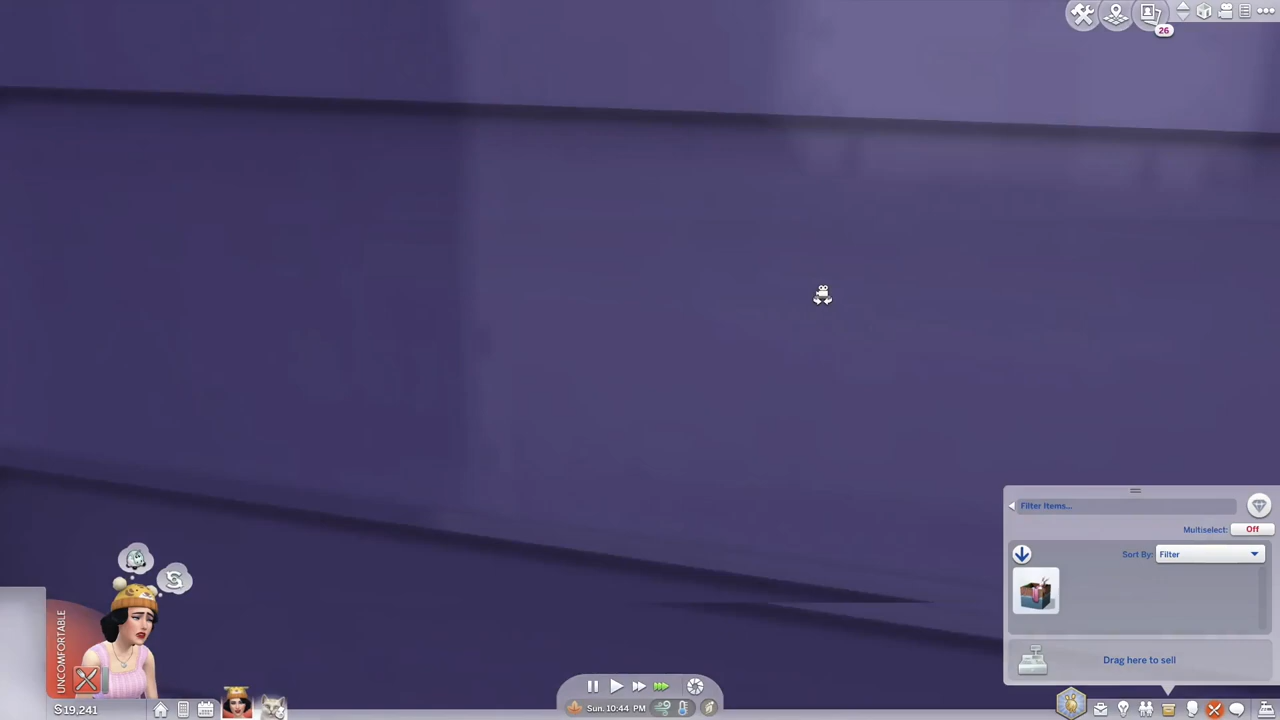 26
Filter Items...
Multiselect: Off
Sort By: Filter
Drag here to sell
UNCOMFORTABLE
$19,241
Sun. 10:44 PM